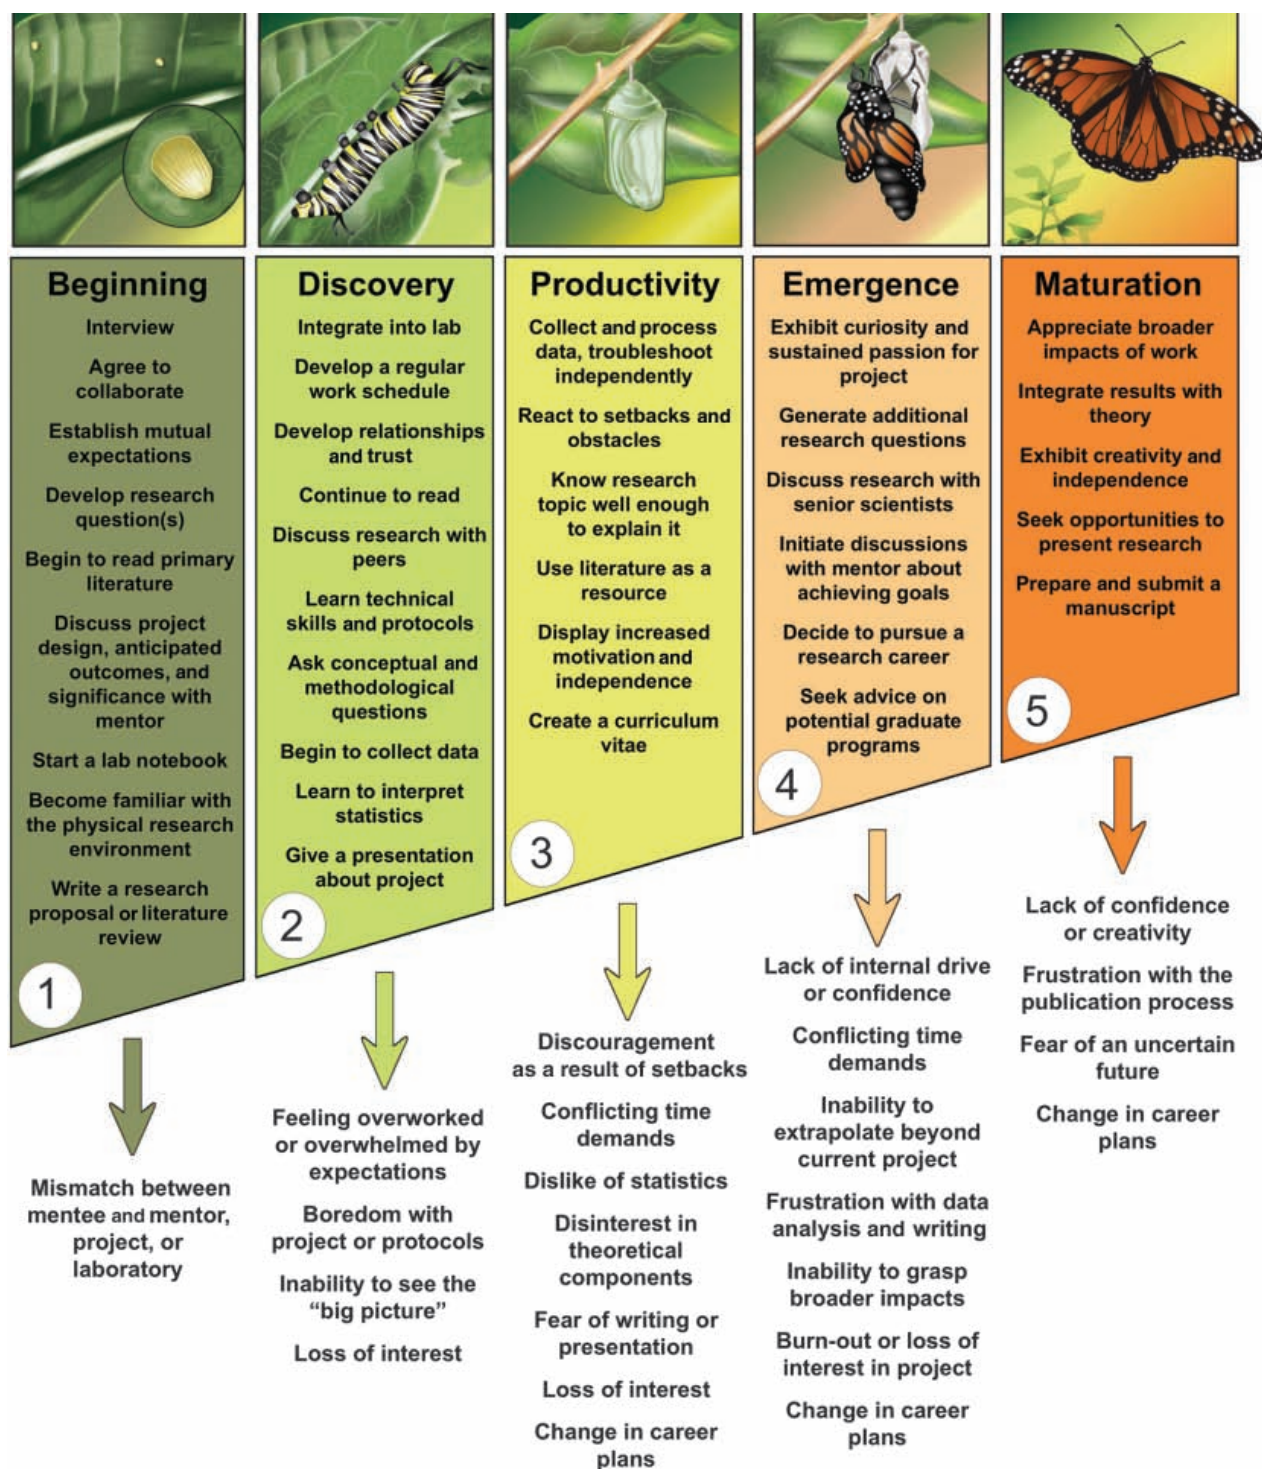 Beginning
Interview
Agree to
collaborate
Establish mutual
expectations
Develop research
question(s)
Begin to read primary
literature
Discuss project
design, anticipated
outcomes, and
significance with
mentor
Start a lab notebook
Become familiar with
the physical research
environment
Write a research
proposal or literature
review
1
Mismatch between
mentee and mentor,
project, or
laboratory
Discovery
Integrate into lab
Develop a regular
work schedule
Develop relationships
and trust
Continue to read
Discuss research with
peers
Learn technical
skills and protocols
Ask conceptual and
methodological
questions
Begin to collect data
Learn to interpret
statistics
Give a presentation
about project
2
Feeling overworked
or overwhelmed by
expectations
Boredom with
project or protocols
Inability to see the
“big picture”
Loss of interest
Productivity
Collect and process
data, troubleshoot
independently
React to setbacks and
obstacles
Know research
topic well enough
to explain it
Use literature as a
resource
Display increased
motivation and
independence
Create a curriculum
vitae
3
Discouragement
as a result of setbacks
Conflicting time
demands
Dislike of statistics
Disinterest in
theoretical
components
Fear of writing or
presentation
Loss of interest
Change in career
plans
Emergence
Exhibit curiosity and
sustained passion for
project
Generate additional
research questions
Discuss research with
senior scientists
Initiate discussions
with mentor about
achieving goals
Decide to pursue a
research career
Seek advice on
potential graduate
programs
4
Lack of internal drive
or confidence
Conflicting time
demands
Inability to
extrapolate beyond
current project
Frustration with data
analysis and writing
Inability to grasp
broader impacts
Burn-out or loss of
interest in project
Change in career
plans
Maturation
Appreciate broader
impacts of work
Integrate results with
theory
Exhibit creativity and
independence
Seek opportunities to
present research
Prepare and submit a
manuscript
5
Lack of confidence
or creativity
Frustration with the
publication process
Fear of an uncertain
future
Change in career
plans